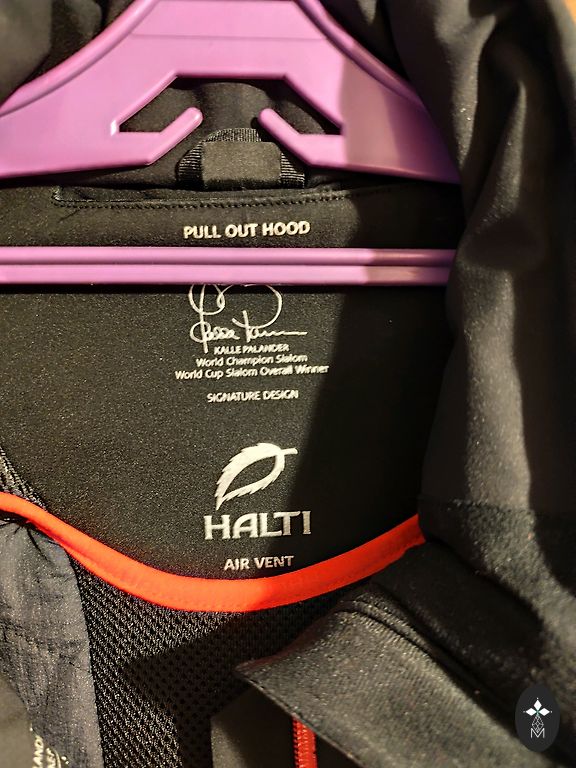 PULL OUT HOOD
KALLE PALANDER
World Champion Slalom
World Cup Slalom Overall Winner
SIGNATURE DESIGN
HALTI
AIR VENT
M